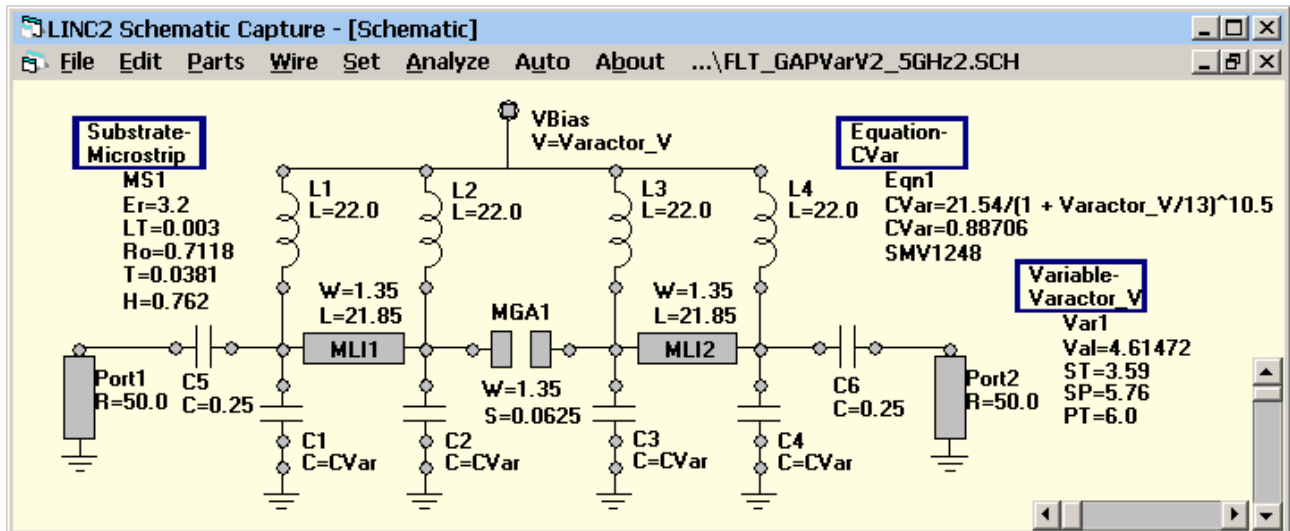 LINC2 Schematic Capture - [Schematic]
File Edit Parts Wire Set Analyze Auto About ...\FLT_GAPVarV2_5GHz2.SCH
Substrate-
Microstrip
MS1
Er=3.2
LT=0.003
Ro=0.7118
T=0.0381
H=0.762
VBias
V=Varactor_V
Equation-
CVar
Eqn1
CVar=21.54/(1 + Varactor_V/13)^10.5
CVar=0.88706
SMV1248
Variable-
Varactor_V
Var1
Val=4.61472
ST=3.59
SP=5.76
PT=6.0
L1
L=22.0
L2
L=22.0
L3
L=22.0
L4
L=22.0
W=1.35
L=21.85
MLI1
MGA1
W=1.35
S=0.0625
W=1.35
L=21.85
MLI2
Port1
R=50.0
C5
C=0.25
C6
C=0.25
Port2
R=50.0
C1
C=CVar
C2
C=CVar
C3
C=CVar
C4
C=CVar